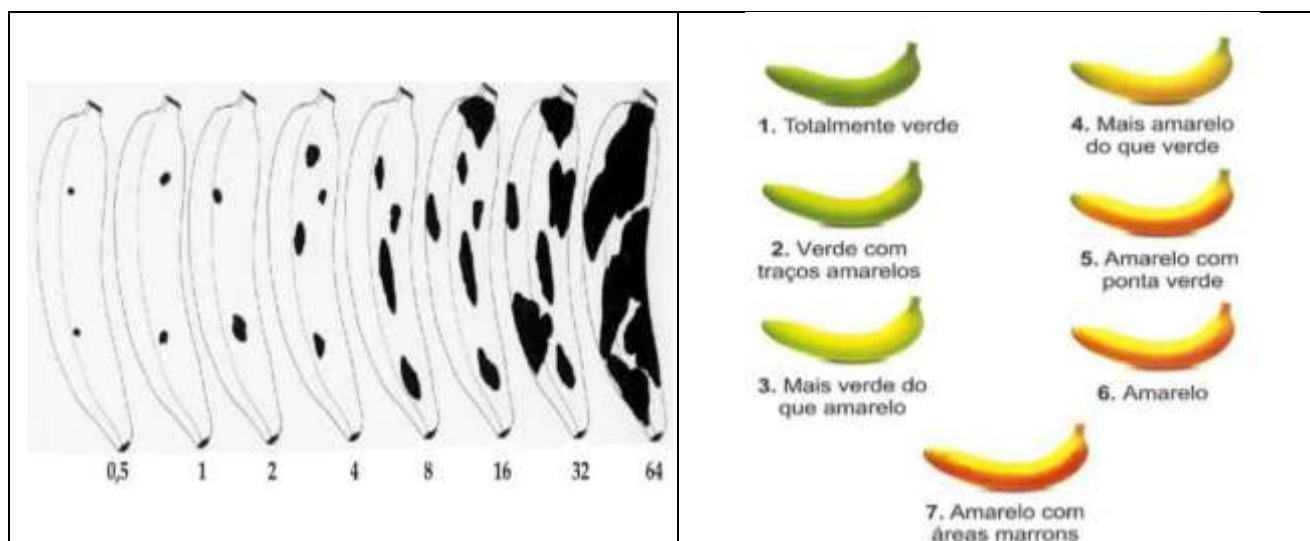 0,5 1 2 4 8 16 32 64
1. Totalmente verde
2. Verde com
traços amarelos
3. Mais verde do
que amarelo
4. Mais amarelo
do que verde
5. Amarelo com
ponta verde
6. Amarelo
7. Amarelo com
áreas marrons